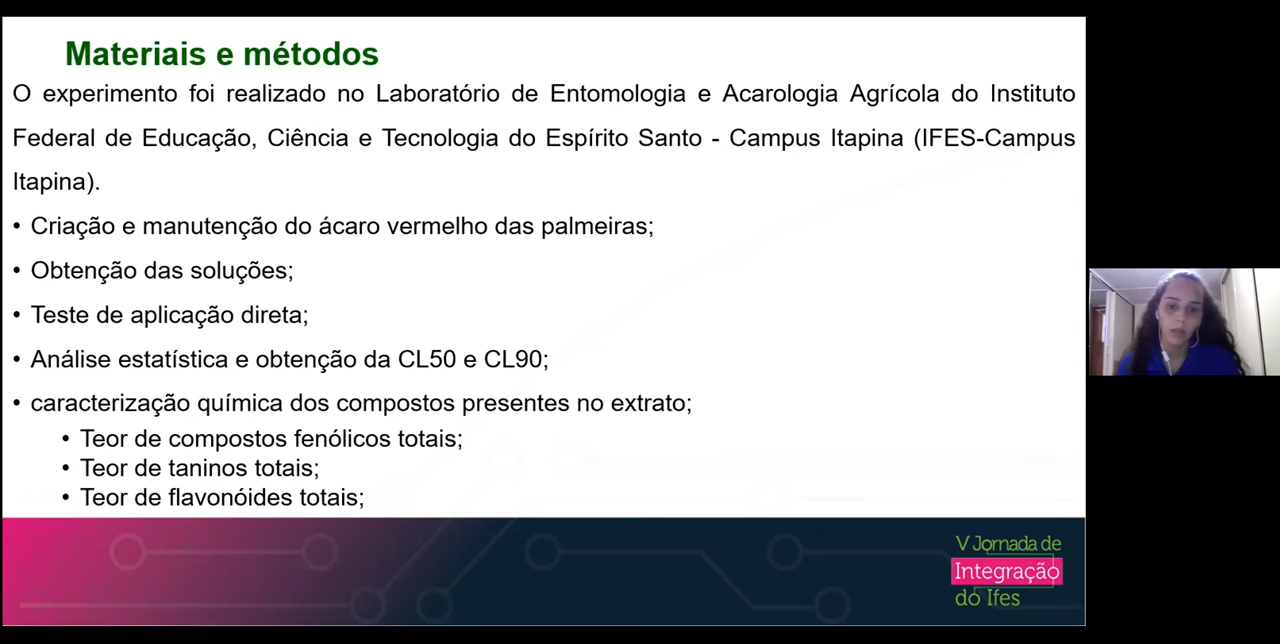 Materiais e métodos
O experimento foi realizado no Laboratório de Entomologia e Acarologia Agrícola do Instituto
Federal de Educação, Ciência e Tecnologia do Espírito Santo - Campus Itapina (IFES-Campus
Itapina).
• Criação e manutenção do ácaro vermelho das palmeiras;
• Obtenção das soluções;
• Teste de aplicação direta;
• Análise estatística e obtenção da CL50 e CL90;
• caracterização química dos compostos presentes no extrato;
• Teor de compostos fenólicos totais;
• Teor de taninos totais;
• Teor de flavonóides totais;
V Jornada de
Integração
do Ifes